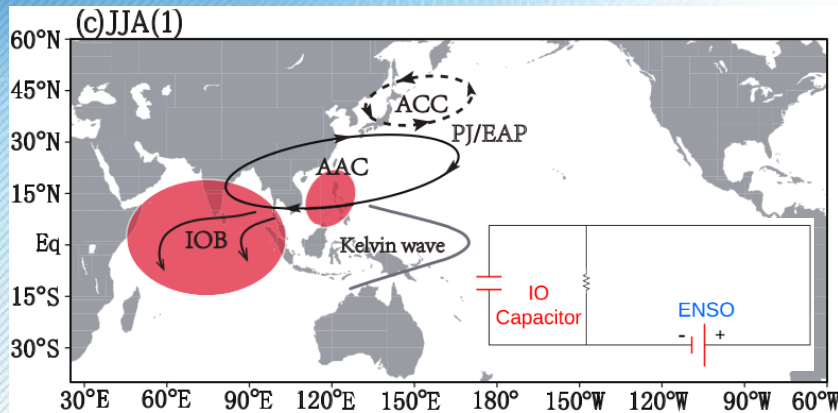 (c)JJA(1)
60°N
45°N
30°N
15°N
Eq
15°S
30°S
ACC
PJ/EAP
AAC
IOB
Kelvin wave
IO
Capacitor
ENSO
- +
30°E 60°E 90°E 120°E 150°E 180° 150°W 120°W 90°W 60°W